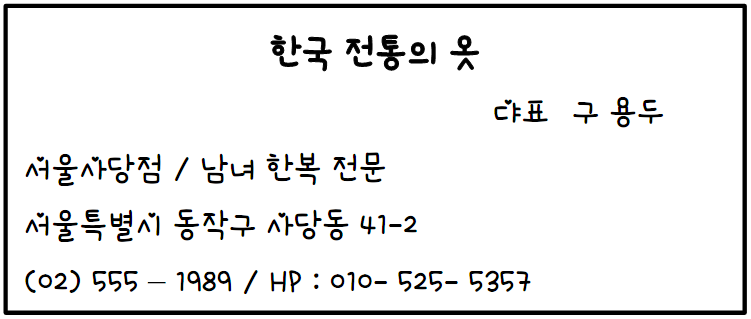 한국 전통의 옷
댜표 구 용두
서울사당점 / 남녀 한복 전문
서울특별시 동작구 사당동 41-2
(02) 555 – 1989 / HP : 010- 525- 5357